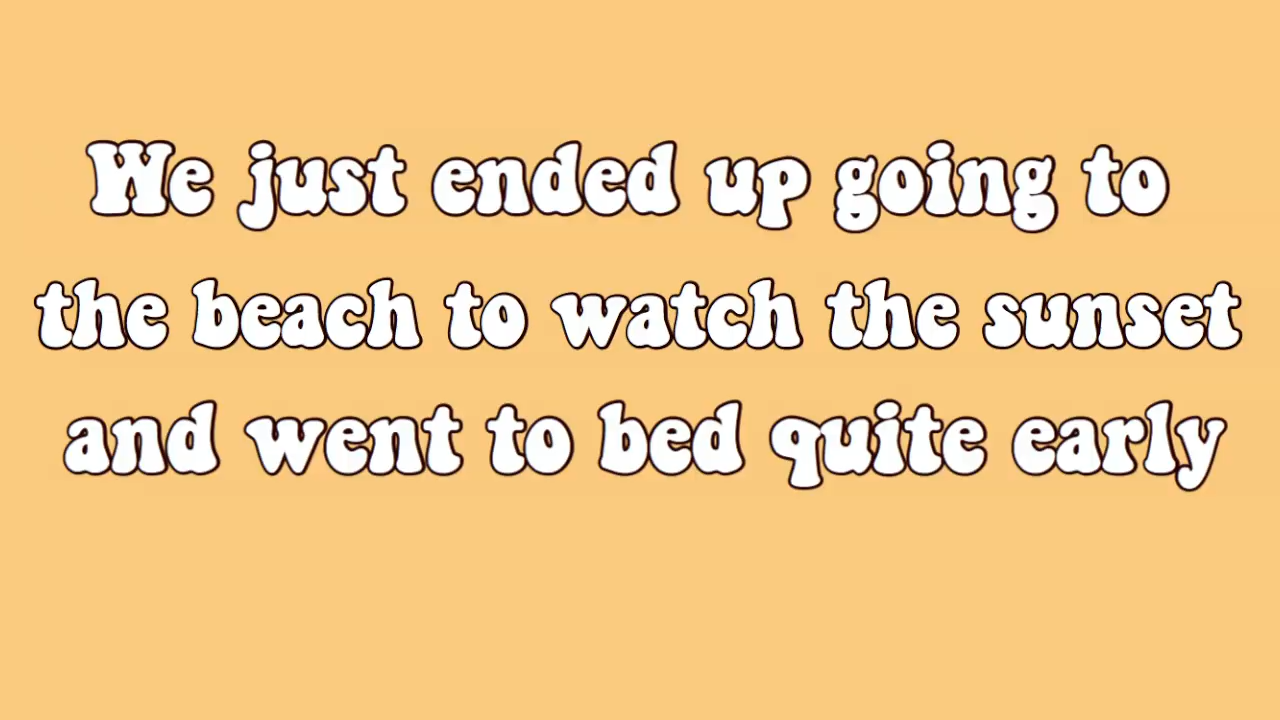 We just ended up going to
the beach to watch the sunset
and went to bed quite early